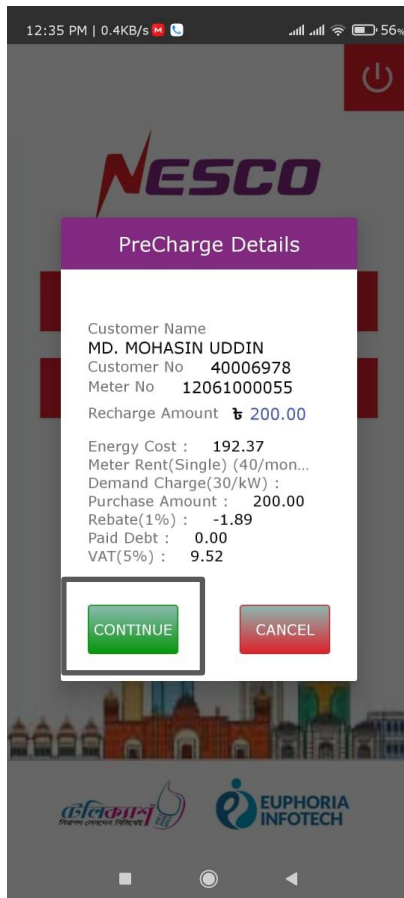 12:35 PM | 0.4KB/s
56%
NESCO
PreCharge Details
Customer Name
MD. MOHASIN UDDIN
Customer No 40006978
Meter No 12061000055
Recharge Amount ৳ 200.00
Energy Cost : 192.37
Meter Rent(Single) (40/mon...
Demand Charge(30/kW) :
Purchase Amount : 200.00
Rebate(1%) : -1.89
Paid Debt : 0.00
VAT(5%) : 9.52
CONTINUE CANCEL
টেলিক্যাশ
EUPHORIA
INFOTECH